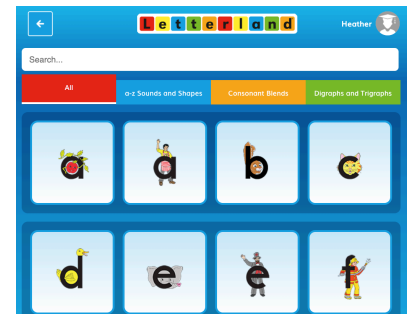 Letterland
Heather
Search...
All
a-z Sounds and Shapes
Consonant Blends
Digraphs and Trigraphs
a a b c
d e e f